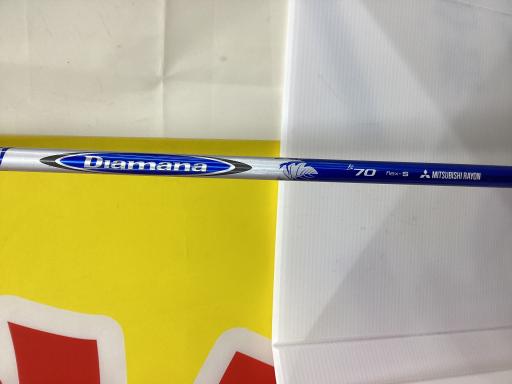 Diamana
70 flex-S MITSUBISHI RAYON